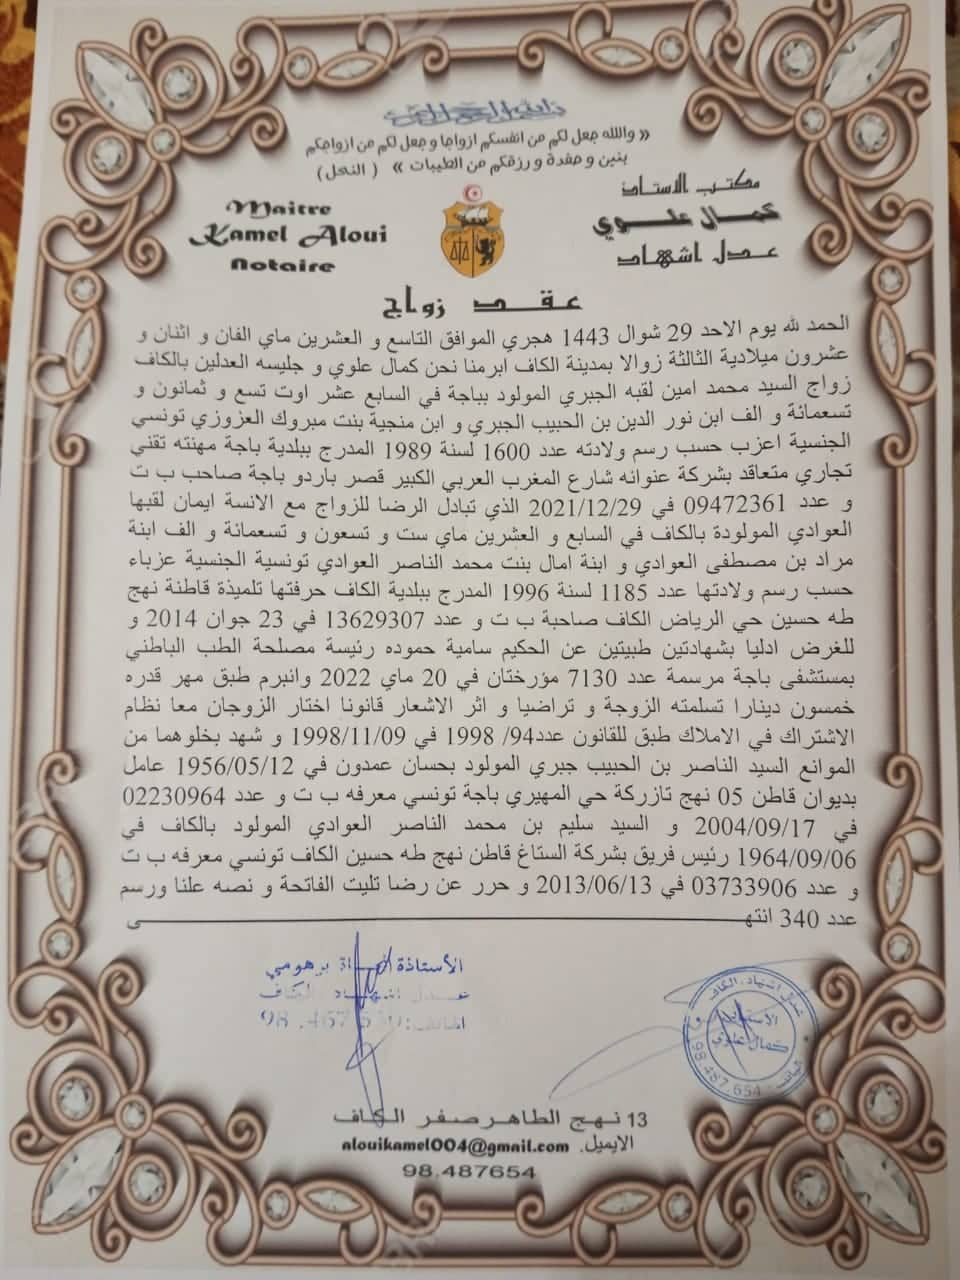 بسم الله الرحمن الرحيم
« والله جعل لكم من انفسكم ازواجا و جعل لكم من ازواجكم
بنين و حفدة و رزقكم من الطيبات » ( النحل )
مكتب الاستاذ
كمال علوي
عدل اشهاد
Maitre
Kamel Aloui
Notaire
عقد زواج
الحمد لله يوم الاحد 29 شوال 1443 هجري الموافق التاسع و العشرين ماي الفان و اثنان و
عشرون ميلادية الثالثة زوالا بمدينة الكاف ابرمنا نحن كمال علوي و جليسه العدلين بالكاف
زواج السيد محمد امين لقبه الجبري المولود بباجة في السابع عشر اوت تسع و ثمانون و
تسعمائة و الف ابن نور الدين بن الحبيب الجبري و ابن منجية بنت مبروك العزوزي تونسي
الجنسية اعزب حسب رسم ولادته عدد 1600 لسنة 1989 المدرج ببلدية باجة مهنته تقني
تجاري متعاقد بشركة عنوانه شارع المغرب العربي الكبير قصر باردو باجة صاحب ب ت
و عدد 09472361 في 2021/12/29 الذي تبادل الرضا للزواج مع الانسة ايمان لقبها
العوادي المولودة بالكاف في السابع و العشرين ماي ست و تسعون و تسعمائة و الف ابنة
مراد بن مصطفى العوادي و ابنة امال بنت محمد الناصر العوادي تونسية الجنسية عزباء
حسب رسم ولادتها عدد 1185 لسنة 1996 المدرج ببلدية الكاف حرفتها تلميذة قاطنة نهج
طه حسين حي الرياض الكاف صاحبة ب ت و عدد 13629307 في 23 جوان 2014 و
للغرض ادليا بشهادتين طبيتين عن الحكيم سامية حموده رئيسة مصلحة الطب الباطني
بمستشفى باجة مرسمة عدد 7130 مؤرختان في 20 ماي 2022 وانبرم طبق مهر قدره
خمسون دينارا تسلمته الزوجة و تراضيا و اثر الاشعار قانونا اختار الزوجان معا نظام
الاشتراك في الاملاك طبق للقانون عدد94/ 1998 في 1998/11/09 و شهد بخلوهما من
الموانع السيد الناصر بن الحبيب جبري المولود بحسان عمدون في 1956/05/12 عامل
بديوان قاطن 05 نهج تازركة حي المهيري باجة تونسي معرفه ب ت و عدد 02230964
في 2004/09/17 و السيد سليم بن محمد الناصر العوادي المولود بالكاف في
1964/09/06 رئيس فريق بشركة الستاغ قاطن نهج طه حسين الكاف تونسي معرفه ب ت
و عدد 03733906 في 2013/06/13 و حرر عن رضا تليت الفاتحة و نصه علنا ورسم
عدد 340 انتهى
الأستاذة برهومي
عدل اشهاد بالكاف
الهاتف: 98.467
عدل اشهاد، الكاف
الأستاذ
كمال علوي
هاتف: 98.487.654
13 نهج الطاهر صفر الكاف
الايميل. alouikamel004@gmail.com
98.487654